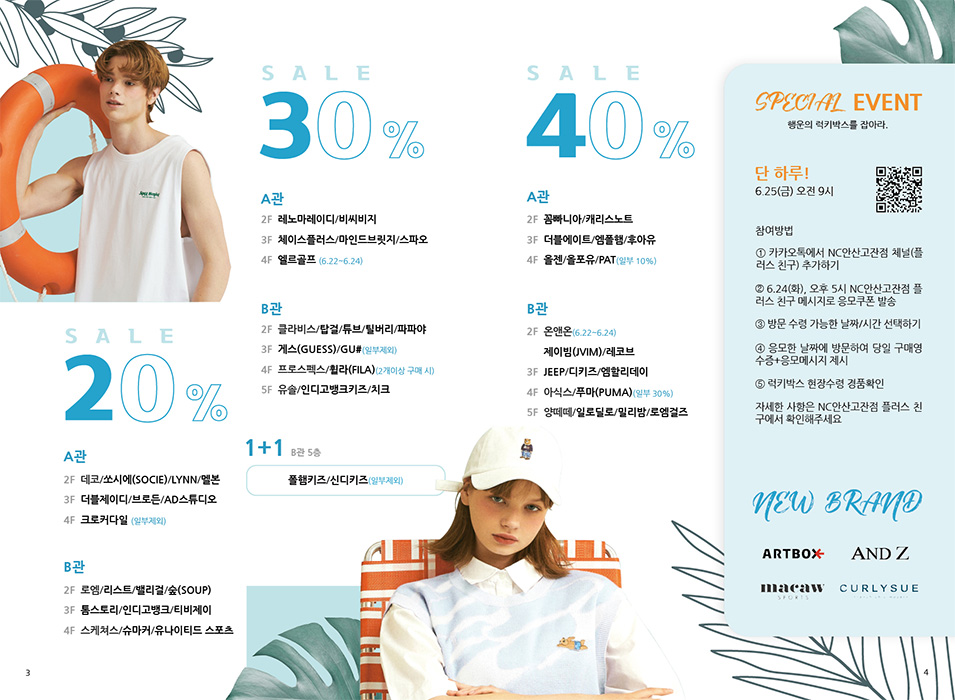 SALE
30%
A관
2F 레노마레이디/비씨비지
3F 체이스플러스/마인드브릿지/스파오
4F 엘르골프 (6.22~6.24)
B관
2F 클라비스/탑걸/튜브/틸버리/파파야
3F 게스(GUESS)/GU#(일부제외)
4F 프로스펙스/휠라(FILA)(2개이상 구매 시)
5F 유솔/인디고뱅크키즈/치크
SALE
40%
A관
2F 꼼빠니아/캐리스노트
3F 더블에이트/엠폴햄/후아유
4F 올젠/올포유/PAT(일부 10%)
B관
2F 온앤온(6.22~6.24)
제이빔(JVIM)/레코브
3F JEEP/디키즈/엠할리데이
4F 아식스/푸마(PUMA)(일부 30%)
5F 양떼떼/일로딜로/밀리밤/로엠걸즈
SALE
20%
A관
2F 데코/쏘시에(SOCIE)/LYNN/멜본
3F 더블제이디/브로든/AD스튜디오
4F 크로커다일 (일부제외)
B관
2F 로엠/리스트/밸리걸/숲(SOUP)
3F 톰스토리/인디고뱅크/티비제이
4F 스케쳐스/슈마커/유나이티드 스포츠
1+1 B관 5층
폴햄키즈/신디키즈(일부제외)
SPECIAL EVENT
행운의 럭키박스를 잡아라.
단 하루!
6.25(금) 오전 9시
참여방법
① 카카오톡에서 NC안산고잔점 채널(플
러스 친구) 추가하기
② 6.24(화), 오후 5시 NC안산고잔점 플
러스 친구 메시지로 응모쿠폰 발송
③ 방문 수령 가능한 날짜/시간 선택하기
④ 응모한 날짜에 방문하여 당일 구매영
수증+응모메시지 제시
⑤ 럭키박스 현장수령 경품확인
자세한 사항은 NC안산고잔점 플러스 친
구에서 확인해주세요
NEW BRAND
ARTBOX
AND Z
macaw
SPORTS
CURLYSUE
3
4